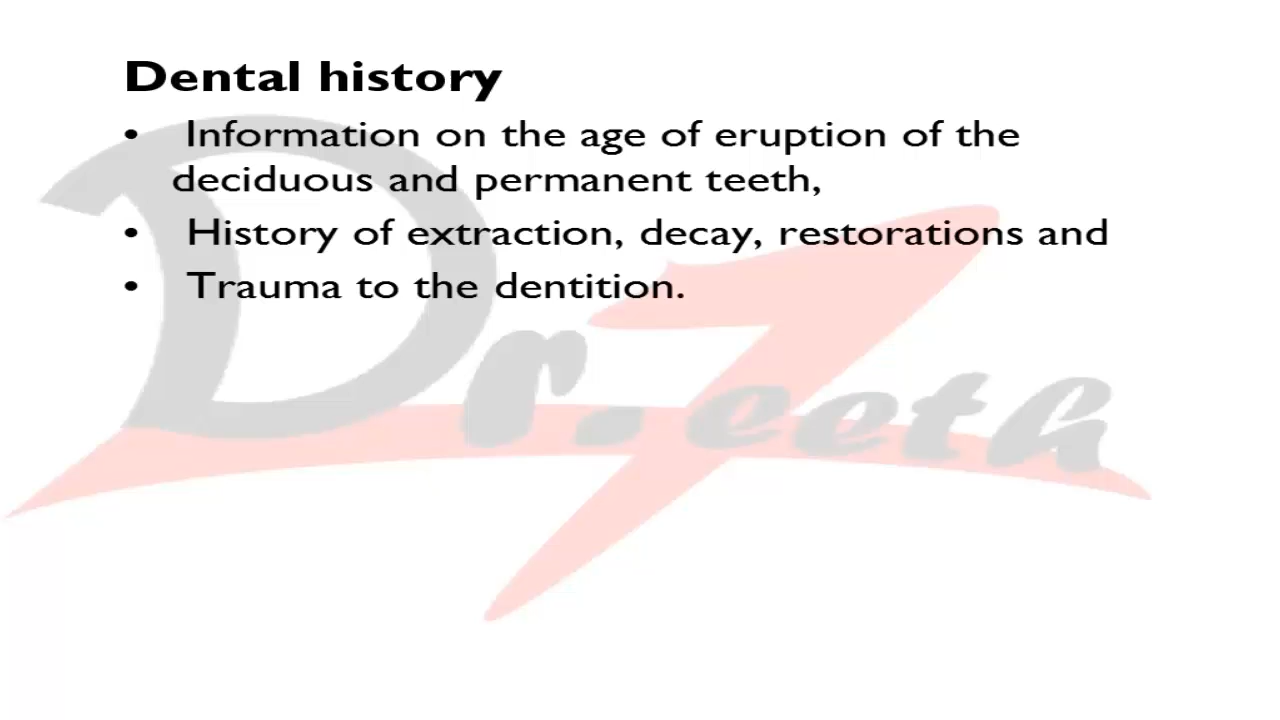 Dental history
• Information on the age of eruption of the
deciduous and permanent teeth,
• History of extraction, decay, restorations and
• Trauma to the dentition.
Dr.Teeth